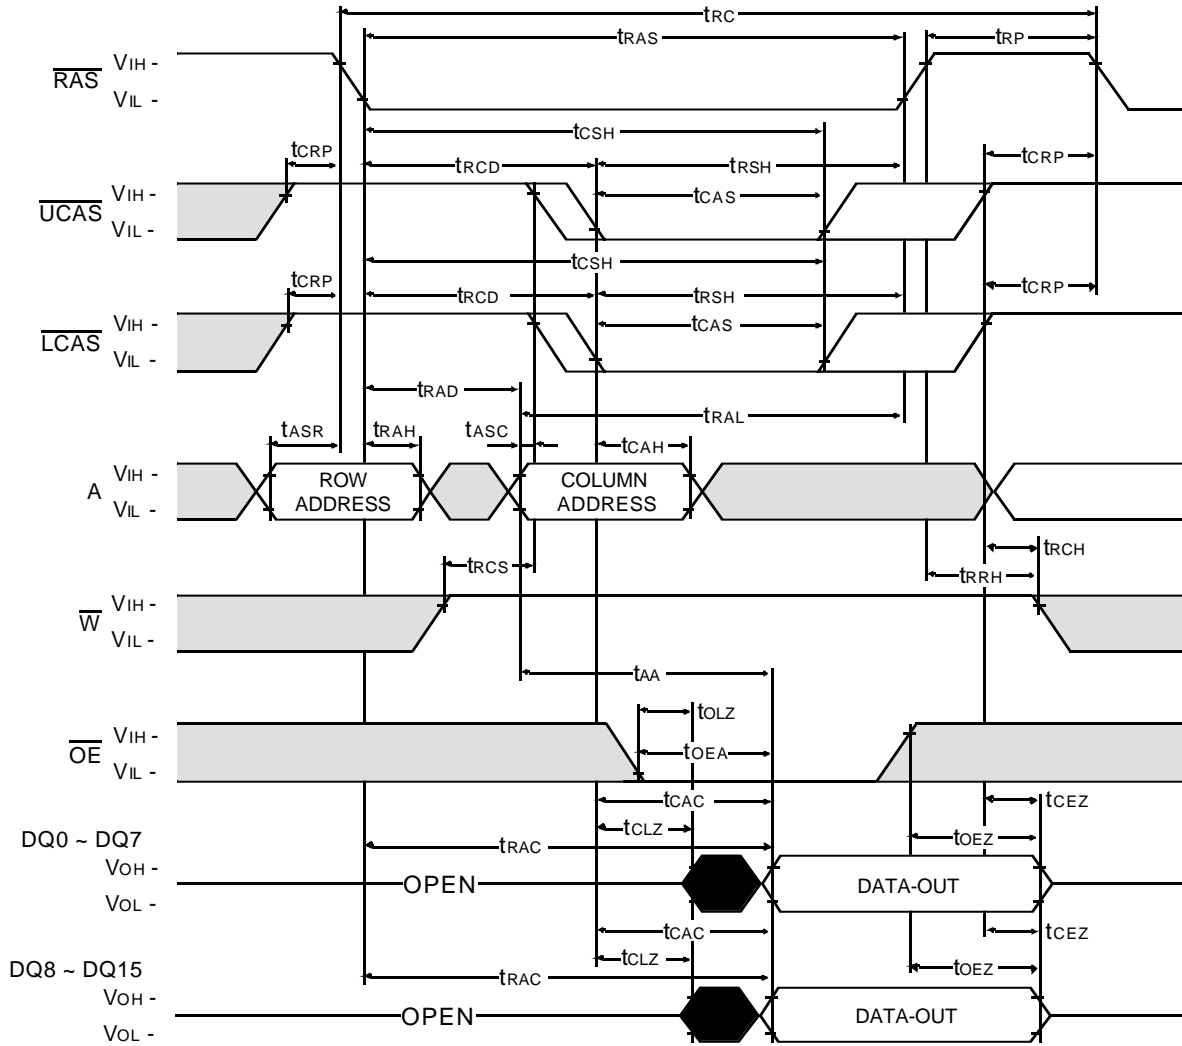 tRC
tRAS
tRP
RAS
VIH -
VIL -
tCSH
tCRP
tRCD
tRSH
tCRP
UCAS
VIH -
VIL -
tCAS
tCSH
tCRP
tRCD
tRSH
tCRP
LCAS
VIH -
VIL -
tCAS
tRAD
tRAL
tASR
tRAH
tASC
tCAH
A
VIH -
VIL -
ROW
ADDRESS
COLUMN
ADDRESS
tRCS
tRCH
tRRH
W
VIH -
VIL -
tAA
tOLZ
OE
VIH -
VIL -
tOEA
tCAC
tCEZ
tCLZ
tOEZ
tRAC
DQ0 ~ DQ7
VOH -
VOL -
OPEN
DATA-OUT
tCAC
tCEZ
tCLZ
tOEZ
tRAC
DQ8 ~ DQ15
VOH -
VOL -
OPEN
DATA-OUT